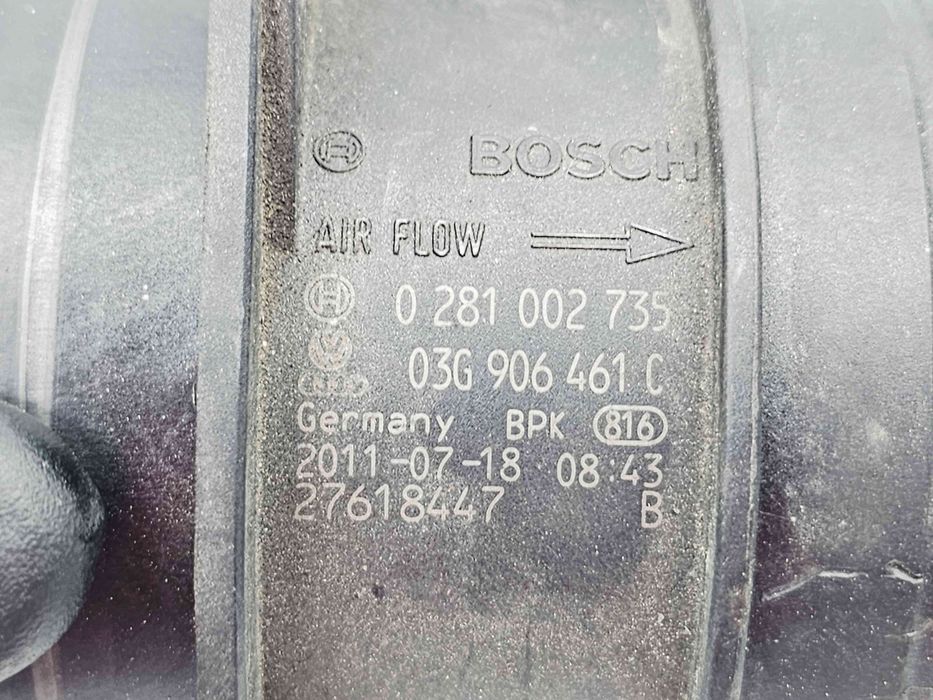 BOSCH
AIR FLOW
0 281 002 735
03G 906 461 C
Germany BPK 816
2011-07-18 08:43
27618447 B